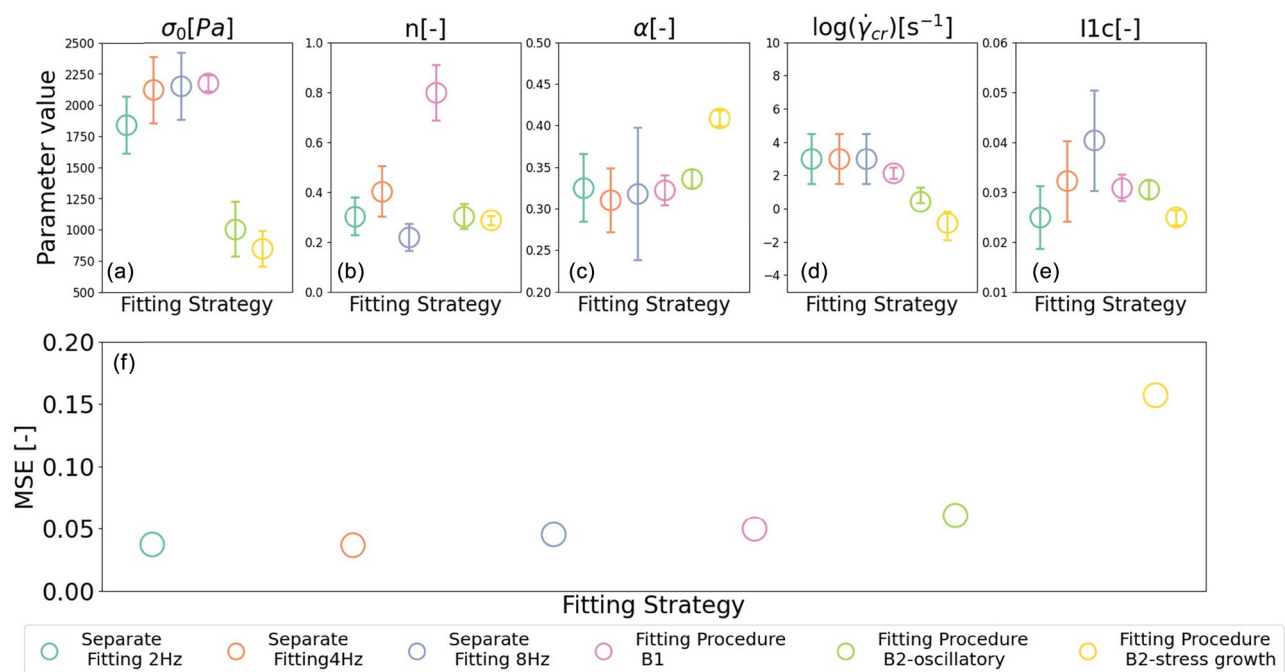 σ₀[Pa]
n[-]
α[-]
log(γ̇cr)[s⁻¹]
I1c[-]
Parameter value
2500
2250
2000
1750
1500
1250
1000
750
500
(a)
Fitting Strategy
1.0
0.8
0.6
0.4
0.2
0.0
(b)
Fitting Strategy
0.50
0.45
0.40
0.35
0.30
0.25
0.20
(c)
Fitting Strategy
10
8
6
4
2
0
−2
−4
(d)
Fitting Strategy
0.06
0.05
0.04
0.03
0.02
0.01
(e)
Fitting Strategy
MSE [-]
0.20
0.15
0.10
0.05
0.00
(f)
Fitting Strategy
Separate
Fitting 2Hz
Separate
Fitting4Hz
Separate
Fitting 8Hz
Fitting Procedure
B1
Fitting Procedure
B2-oscillatory
Fitting Procedure
B2-stress growth